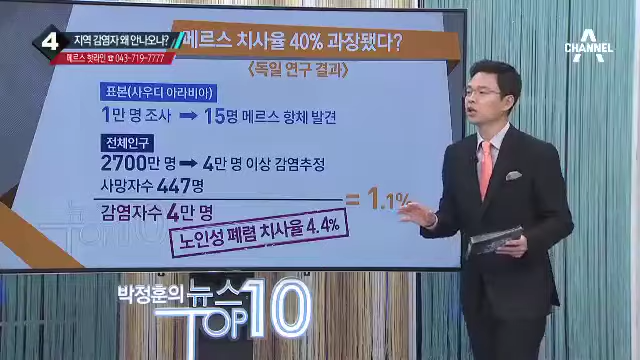 4 지역 감염자 왜 안나오나?
메르스 핫라인 ☎ 043-719-7777
메르스 치사율 40% 과장됐다?
CHANNEL A
<독일 연구 결과>
표본(사우디 아라비아)
1만 명 조사 → 15명 메르스 항체 발견
전체인구
2700만 명 → 4만 명 이상 감염추정
사망자수 447명
감염자수 4만 명
= 1.1%
노인성 폐렴 치사율 4.4%
뉴스
TOP10
박정훈의 뉴스
TOP10